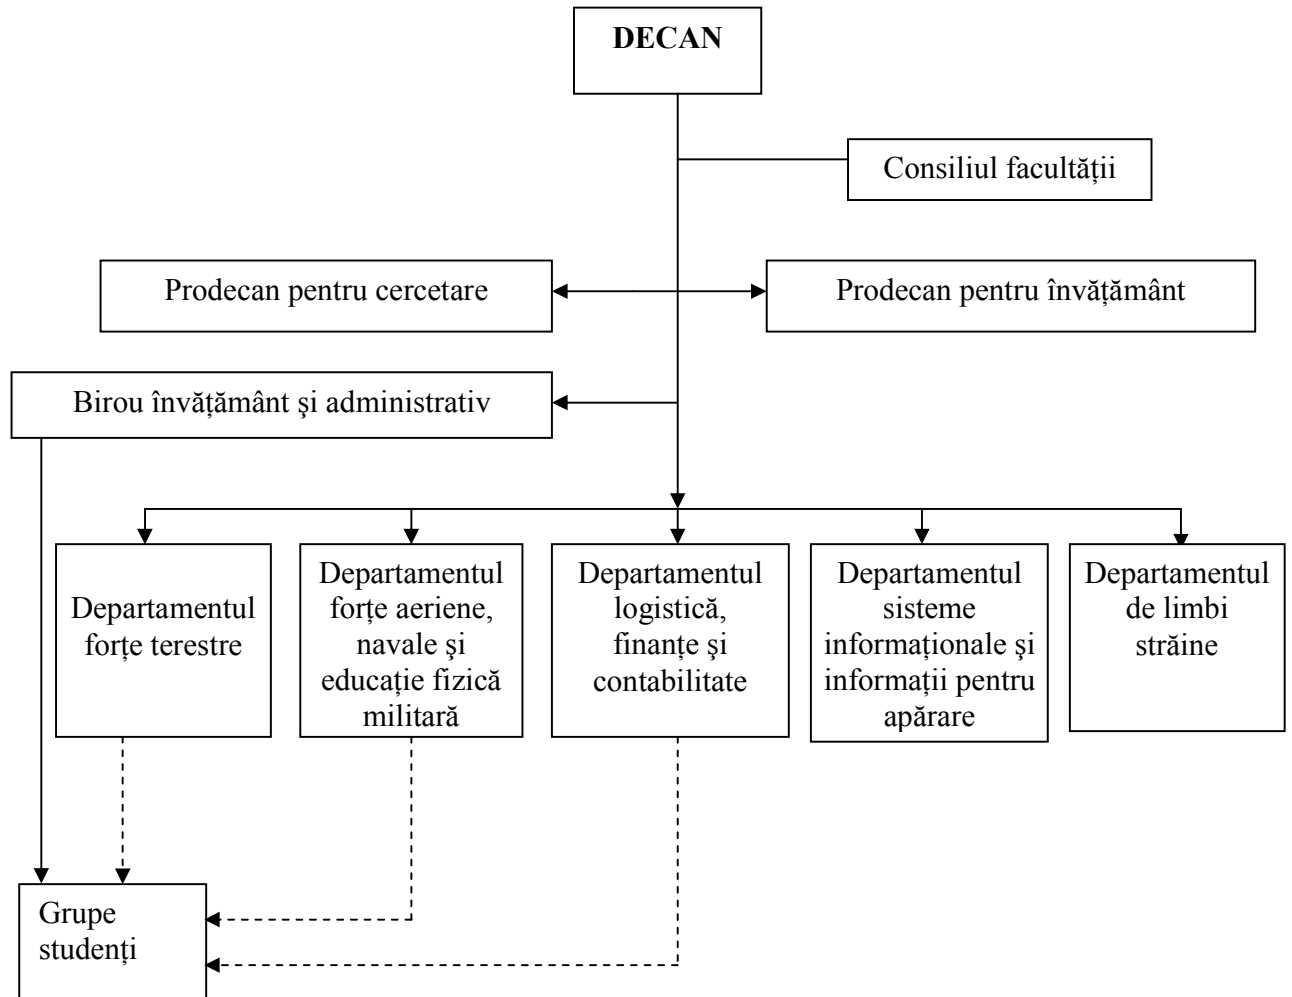 DECAN
Consiliul facultății
Prodecan pentru cercetare
Prodecan pentru învățământ
Birou învățământ şi administrativ
Departamentul
forțe terestre
Departamentul
forțe aeriene,
navale şi
educație fizică
militară
Departamentul
logistică,
finanțe şi
contabilitate
Departamentul
sisteme
informaționale şi
informații pentru
apărare
Departamentul
de limbi
străine
Grupe
studenți